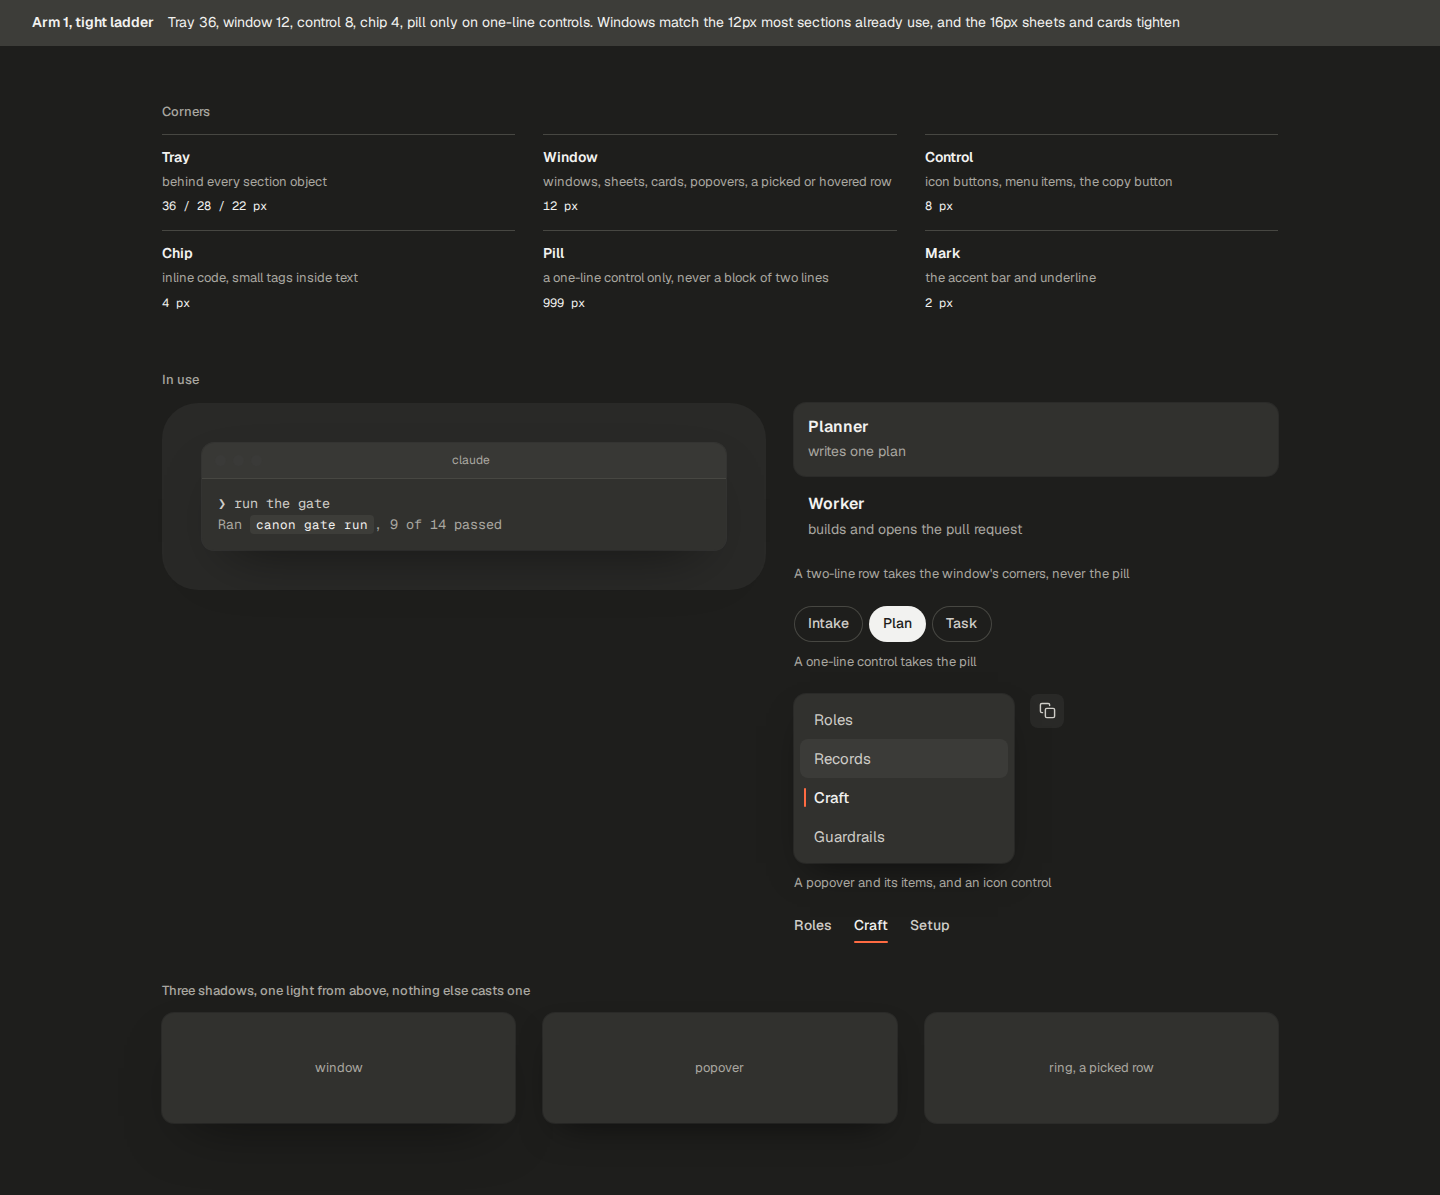 Arm 1, tight ladder Tray 36, window 12, control 8, chip 4, pill only on one-line controls. Windows match the 12px most sections already use, and the 16px sheets and cards tighten
Corners
Tray
behind every section object
36 / 28 / 22 px
Window
windows, sheets, cards, popovers, a picked or hovered row
12 px
Control
icon buttons, menu items, the copy button
8 px
Chip
inline code, small tags inside text
4 px
Pill
a one-line control only, never a block of two lines
999 px
Mark
the accent bar and underline
2 px
In use
claude
❯ run the gate
Ran canon gate run, 9 of 14 passed
Planner
writes one plan
Worker
builds and opens the pull request
A two-line row takes the window's corners, never the pill
Intake Plan Task
A one-line control takes the pill
Roles
Records
Craft
Guardrails
A popover and its items, and an icon control
Roles Craft Setup
Three shadows, one light from above, nothing else casts one
window
popover
ring, a picked row